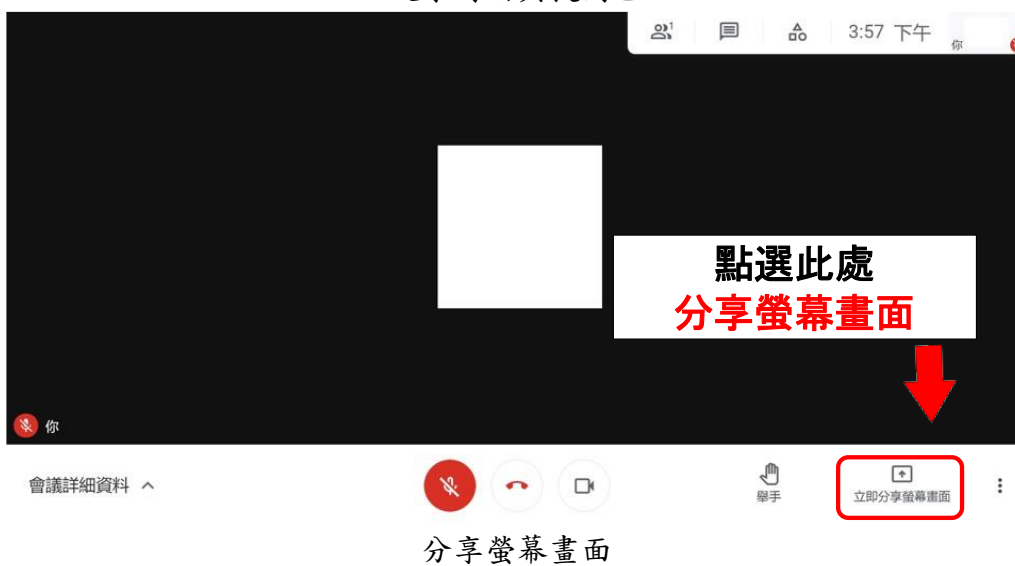 3:57 下午
你
點選此處
分享螢幕畫面
你
會議詳細資料
舉手
立即分享螢幕畫面
分享螢幕畫面